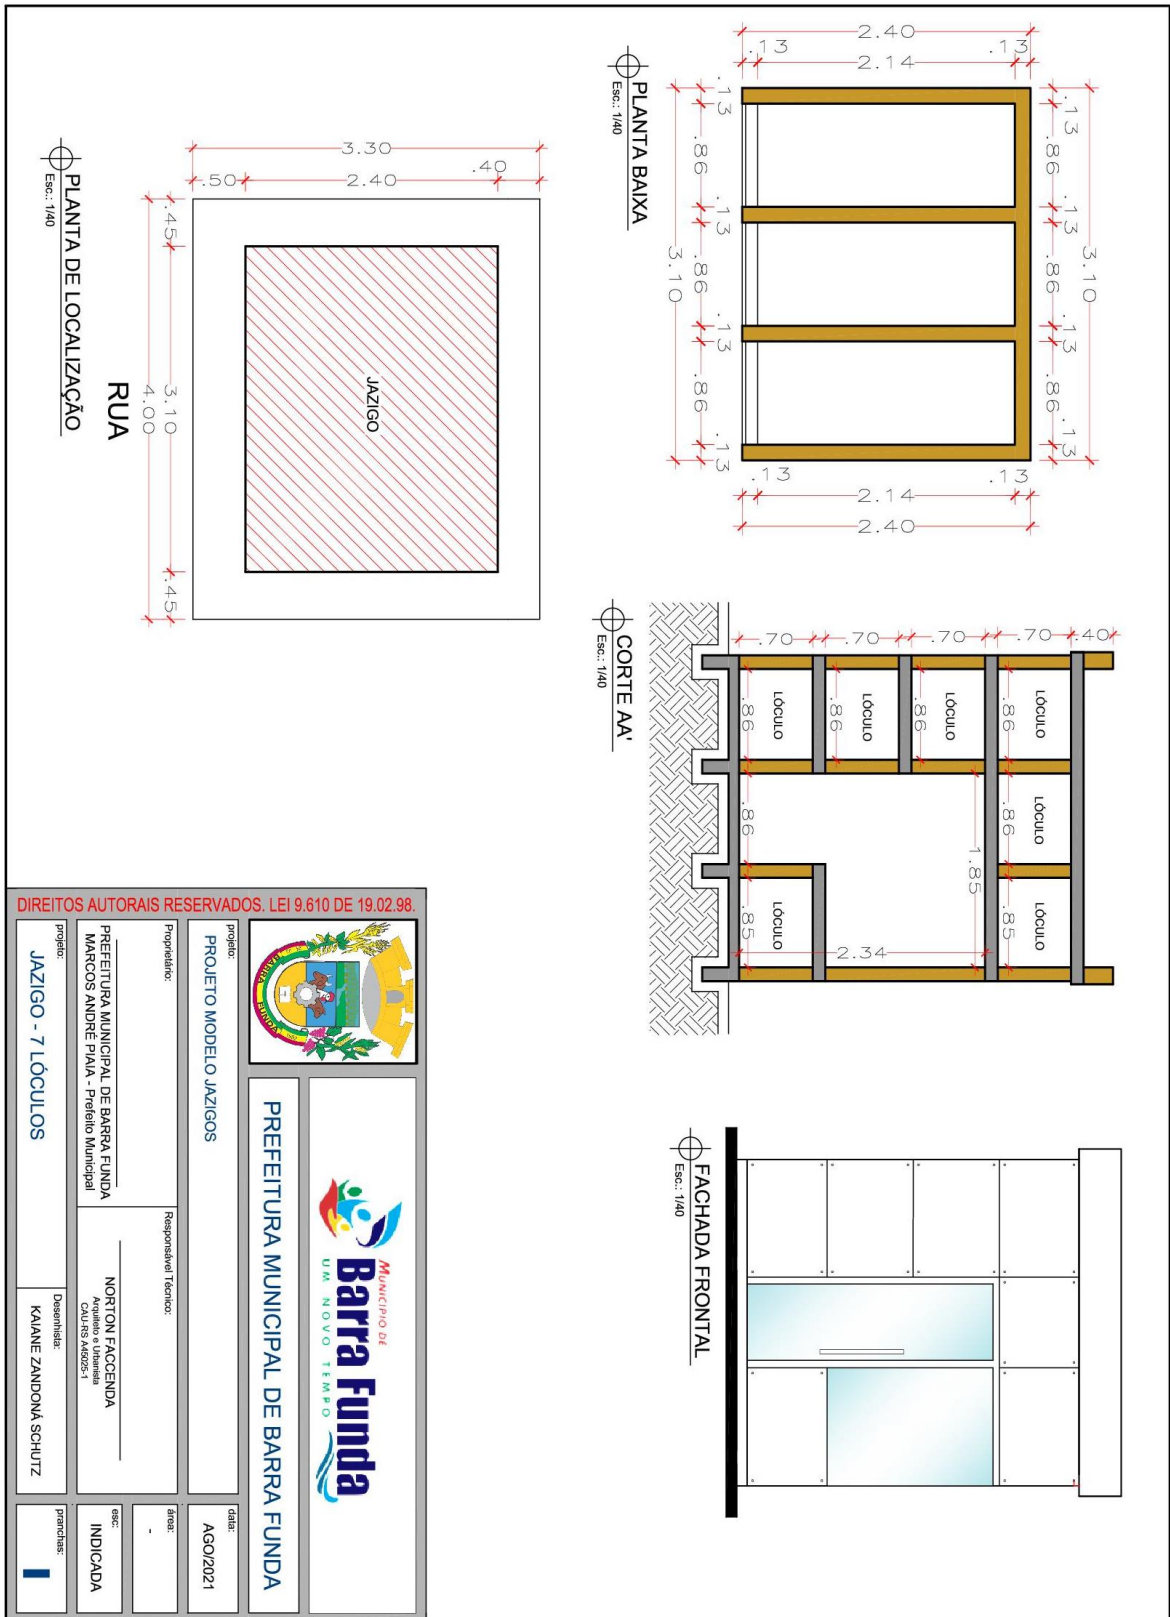 2.40
.13
2.14
.13
3.10
.13
.86
.13
.86
.13
.86
.13
.13
.86
.13
.86
.13
.86
.13
3.10
.13
2.14
.13
2.40
PLANTA BAIXA
Esc.: 1/40
.40
.70
.70
.70
.70
LÓCULO
LÓCULO
LÓCULO
.86
.86
.85
LÓCULO
.86
1.85
LÓCULO
.86
2.34
LÓCULO
LÓCULO
.86
.86
.85
CORTE AA'
Esc.: 1/40
FACHADA FRONTAL
Esc.: 1/40
3.30
.40
2.40
.50
JAZIGO
.45
3.10
.45
4.00
RUA
PLANTA DE LOCALIZAÇÃO
Esc.: 1/40
DIREITOS AUTORAIS RESERVADOS. LEI 9.610 DE 19.02.98.
BARRA FUNDA
MUNICÍPIO DE
Barra Funda
UM NOVO TEMPO
PREFEITURA MUNICIPAL DE BARRA FUNDA
projeto:
PROJETO MODELO JAZIGOS
data:
AGO/2021
Proprietário:
PREFEITURA MUNICIPAL DE BARRA FUNDA
MARCOS ANDRÉ PIAIA - Prefeito Municipal
Responsável Técnico:
NORTON FACCENDA
Arquiteto e Urbanista
CAU-RS A45025-1
área:
-
esc:
INDICADA
projeto:
JAZIGO - 7 LÓCULOS
Desenhista:
KAIANE ZANDONÁ SCHUTZ
pranchas:
I